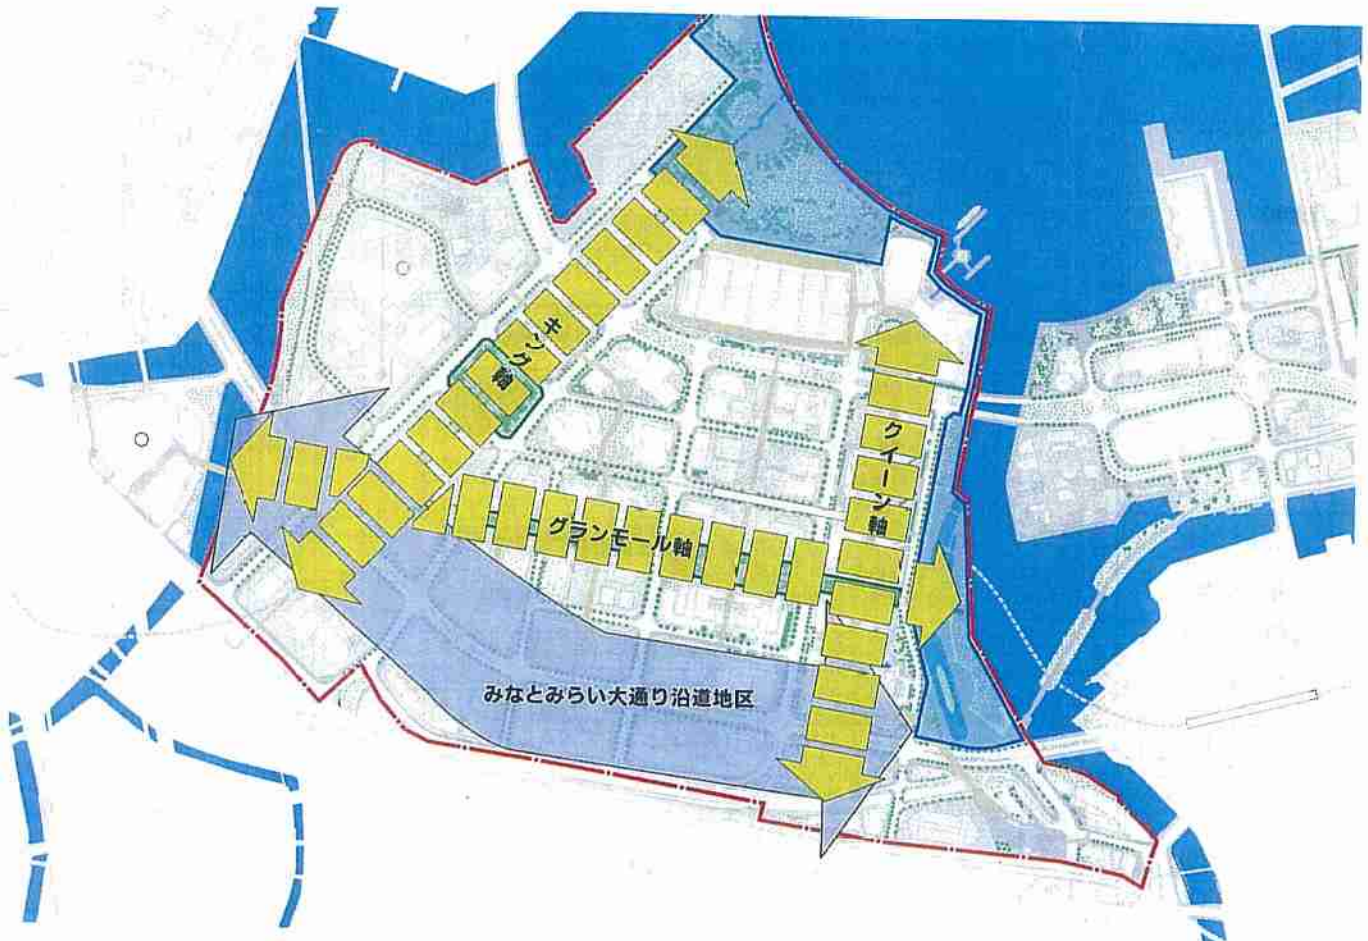 キング軸
クイーン軸
グランモール軸
みなとみらい大通り沿道地区